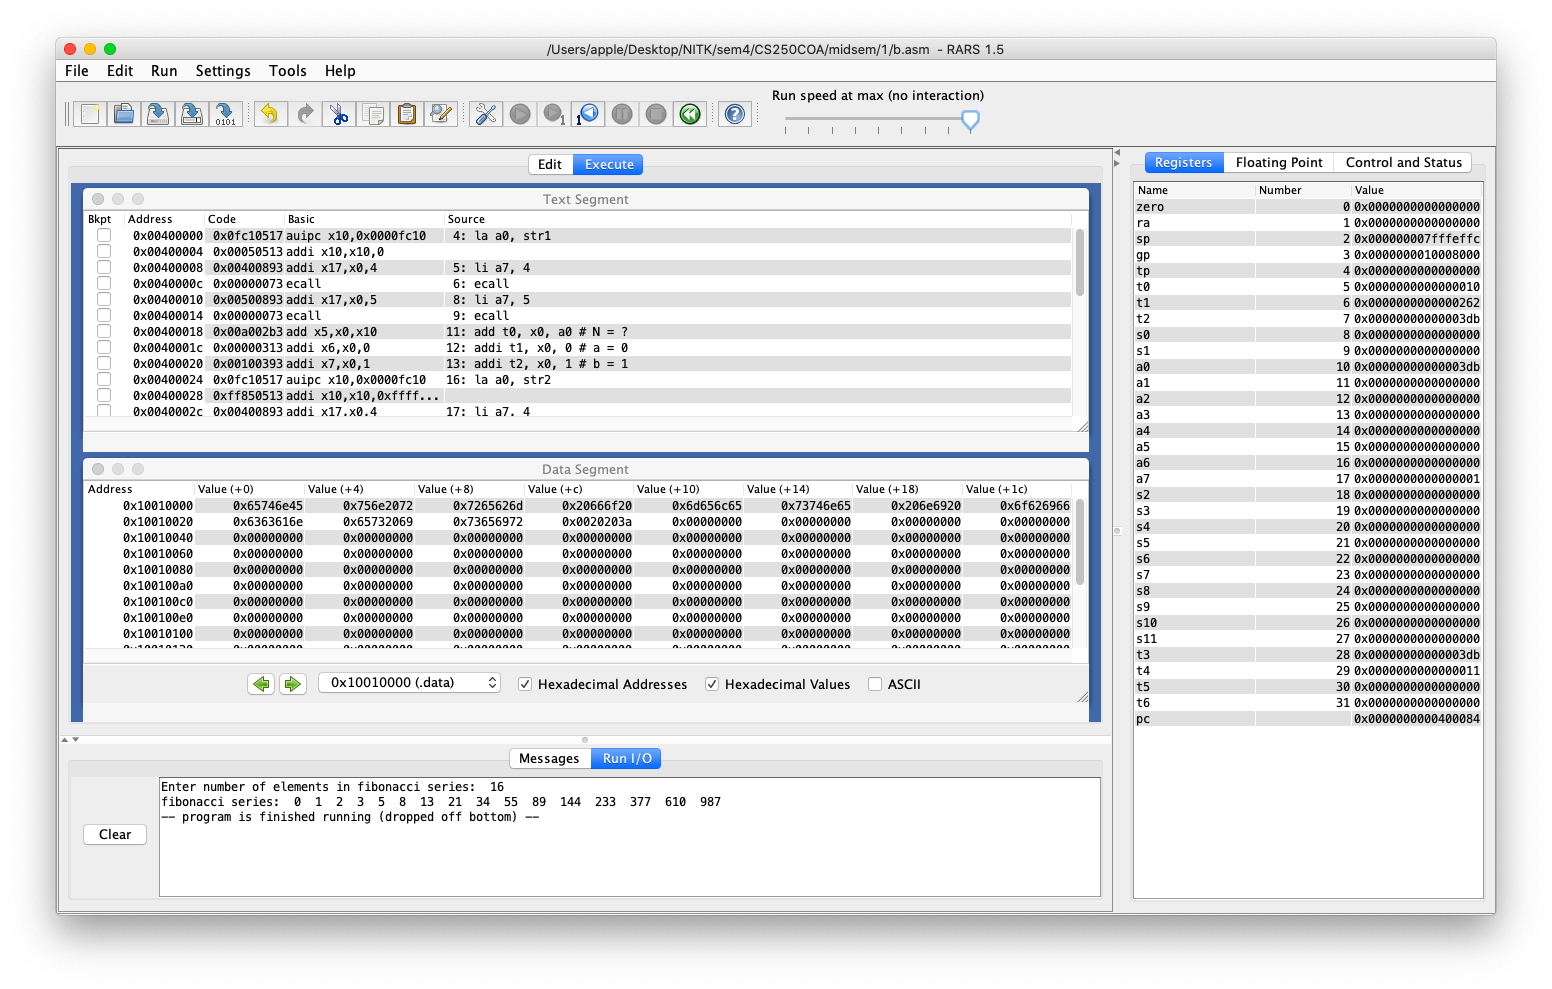 /Users/apple/Desktop/NITK/sem4/CS250COA/midsem/1/b.asm - RARS 1.5
File Edit Run Settings Tools Help
Run speed at max (no interaction)
0101 1 1 ?
Edit Execute
Text Segment
Bkpt Address Code Basic Source
0x00400000 0x0fc10517 auipc x10,0x0000fc10 4: la a0, str1
0x00400004 0x00050513 addi x10,x10,0
0x00400008 0x00400893 addi x17,x0,4 5: li a7, 4
0x0040000c 0x00000073 ecall 6: ecall
0x00400010 0x00500893 addi x17,x0,5 8: li a7, 5
0x00400014 0x00000073 ecall 9: ecall
0x00400018 0x00a002b3 add x5,x0,x10 11: add t0, x0, a0 # N = ?
0x0040001c 0x00000313 addi x6,x0,0 12: addi t1, x0, 0 # a = 0
0x00400020 0x00100393 addi x7,x0,1 13: addi t2, x0, 1 # b = 1
0x00400024 0x0fc10517 auipc x10,0x0000fc10 16: la a0, str2
0x00400028 0xff850513 addi x10,x10,0xffff...
0x0040002c 0x00400893 addi x17,x0,4 17: li a7, 4
Data Segment
Address Value (+0) Value (+4) Value (+8) Value (+c) Value (+10) Value (+14) Value (+18) Value (+1c)
0x10010000 0x65746e45 0x756e2072 0x7265626d 0x20666f20 0x6d656c65 0x73746e65 0x206e6920 0x6f626966
0x10010020 0x6363616e 0x65732069 0x73656972 0x0020203a 0x00000000 0x00000000 0x00000000 0x00000000
0x10010040 0x00000000 0x00000000 0x00000000 0x00000000 0x00000000 0x00000000 0x00000000 0x00000000
0x10010060 0x00000000 0x00000000 0x00000000 0x00000000 0x00000000 0x00000000 0x00000000 0x00000000
0x10010080 0x00000000 0x00000000 0x00000000 0x00000000 0x00000000 0x00000000 0x00000000 0x00000000
0x100100a0 0x00000000 0x00000000 0x00000000 0x00000000 0x00000000 0x00000000 0x00000000 0x00000000
0x100100c0 0x00000000 0x00000000 0x00000000 0x00000000 0x00000000 0x00000000 0x00000000 0x00000000
0x100100e0 0x00000000 0x00000000 0x00000000 0x00000000 0x00000000 0x00000000 0x00000000 0x00000000
0x10010100 0x00000000 0x00000000 0x00000000 0x00000000 0x00000000 0x00000000 0x00000000 0x00000000
0x10010000 (.data) Hexadecimal Addresses Hexadecimal Values ASCII
Messages Run I/O
Clear
Enter number of elements in fibonacci series: 16
fibonacci series: 0 1 2 3 5 8 13 21 34 55 89 144 233 377 610 987
-- program is finished running (dropped off bottom) --
Registers Floating Point Control and Status
Name Number Value
zero 0 0x0000000000000000
ra 1 0x0000000000000000
sp 2 0x000000007fffeffc
gp 3 0x0000000010008000
tp 4 0x0000000000000000
t0 5 0x0000000000000010
t1 6 0x0000000000000262
t2 7 0x00000000000003db
s0 8 0x0000000000000000
s1 9 0x0000000000000000
a0 10 0x00000000000003db
a1 11 0x0000000000000000
a2 12 0x0000000000000000
a3 13 0x0000000000000000
a4 14 0x0000000000000000
a5 15 0x0000000000000000
a6 16 0x0000000000000000
a7 17 0x0000000000000001
s2 18 0x0000000000000000
s3 19 0x0000000000000000
s4 20 0x0000000000000000
s5 21 0x0000000000000000
s6 22 0x0000000000000000
s7 23 0x0000000000000000
s8 24 0x0000000000000000
s9 25 0x0000000000000000
s10 26 0x0000000000000000
s11 27 0x0000000000000000
t3 28 0x00000000000003db
t4 29 0x0000000000000011
t5 30 0x0000000000000000
t6 31 0x0000000000000000
pc 0x0000000000400084